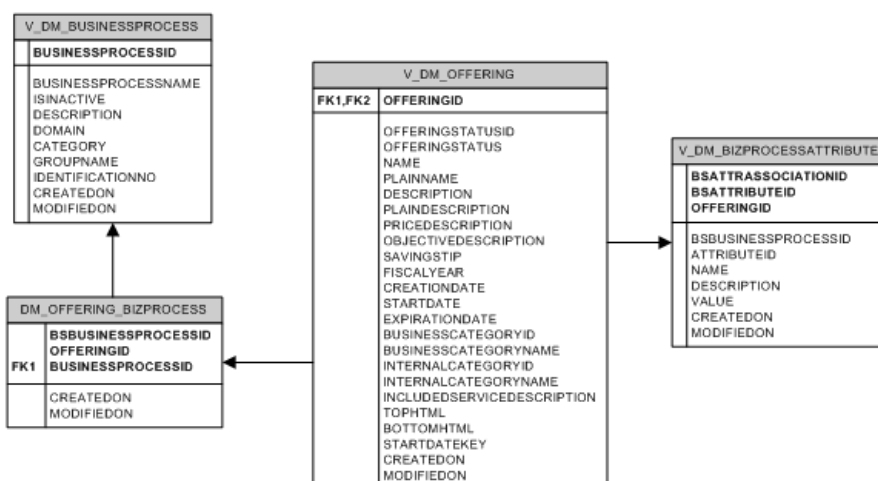 V_DM_BUSINESSPROCESS
BUSINESSPROCESSID
BUSINESSPROCESSNAME
ISINACTIVE
DESCRIPTION
DOMAIN
CATEGORY
GROUPNAME
IDENTIFICATIONNO
CREATEDON
MODIFIEDON
DM_OFFERING_BIZPROCESS
BSBUSINESSPROCESSID
OFFERINGID
FK1 BUSINESSPROCESSID
CREATEDON
MODIFIEDON
V_DM_OFFERING
FK1,FK2 OFFERINGID
OFFERINGSTATUSID
OFFERINGSTATUS
NAME
PLAINNAME
DESCRIPTION
PLAINDESCRIPTION
PRICEDESCRIPTION
OBJECTIVEDESCRIPTION
SAVINGSTIP
FISCALYEAR
CREATIONDATE
STARTDATE
EXPIRATIONDATE
BUSINESSCATEGORYID
BUSINESSCATEGORYNAME
INTERNALCATEGORYID
INTERNALCATEGORYNAME
INCLUDEDSERVICEDESCRIPTION
TOPHTML
BOTTOMHTML
STARTDATEKEY
CREATEDON
MODIFIEDON
V_DM_BIZPROCESSATTRIBUTE
BSATTRASSOCIATIONID
BSATTRIBUTEID
OFFERINGID
BSBUSINESSPROCESSID
ATTRIBUTEID
NAME
DESCRIPTION
VALUE
CREATEDON
MODIFIEDON